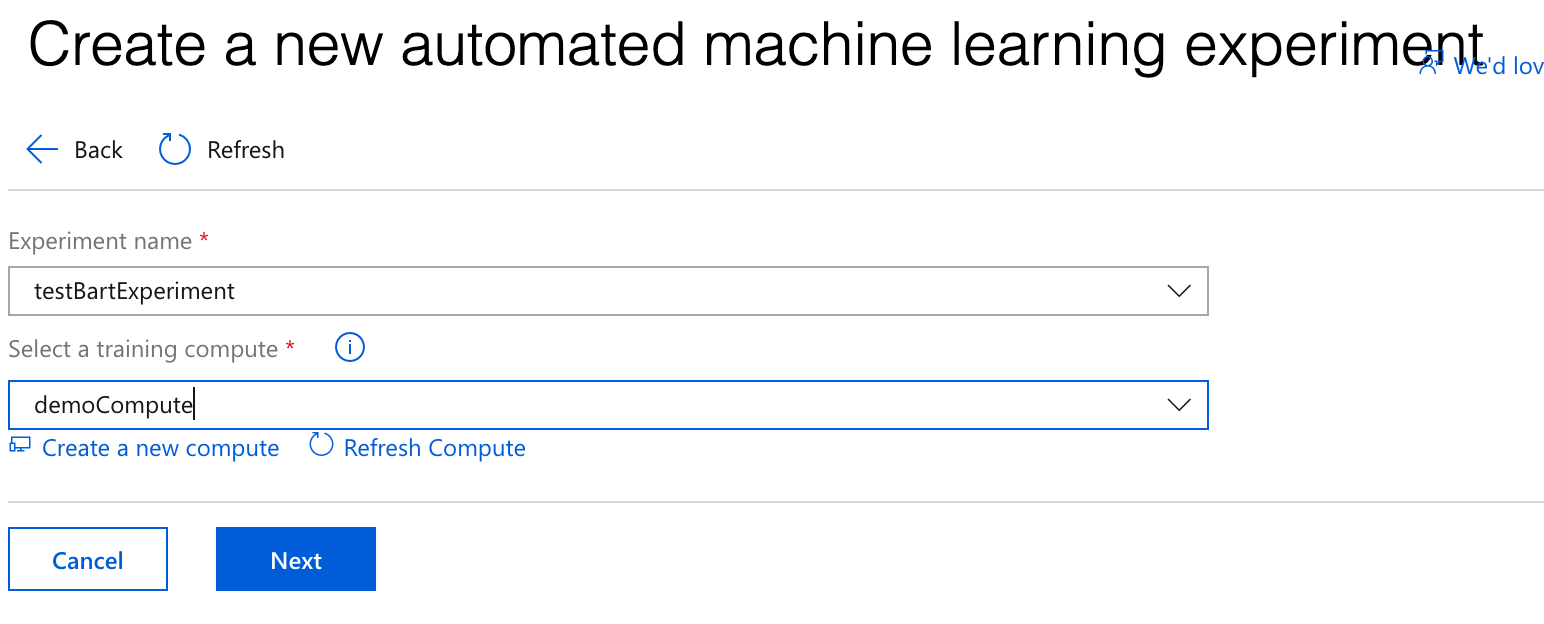 Create a new automated machine learning experiment
We'd lov
Back Refresh
Experiment name *
testBartExperiment
Select a training compute *
demoCompute
Create a new compute Refresh Compute
Cancel Next